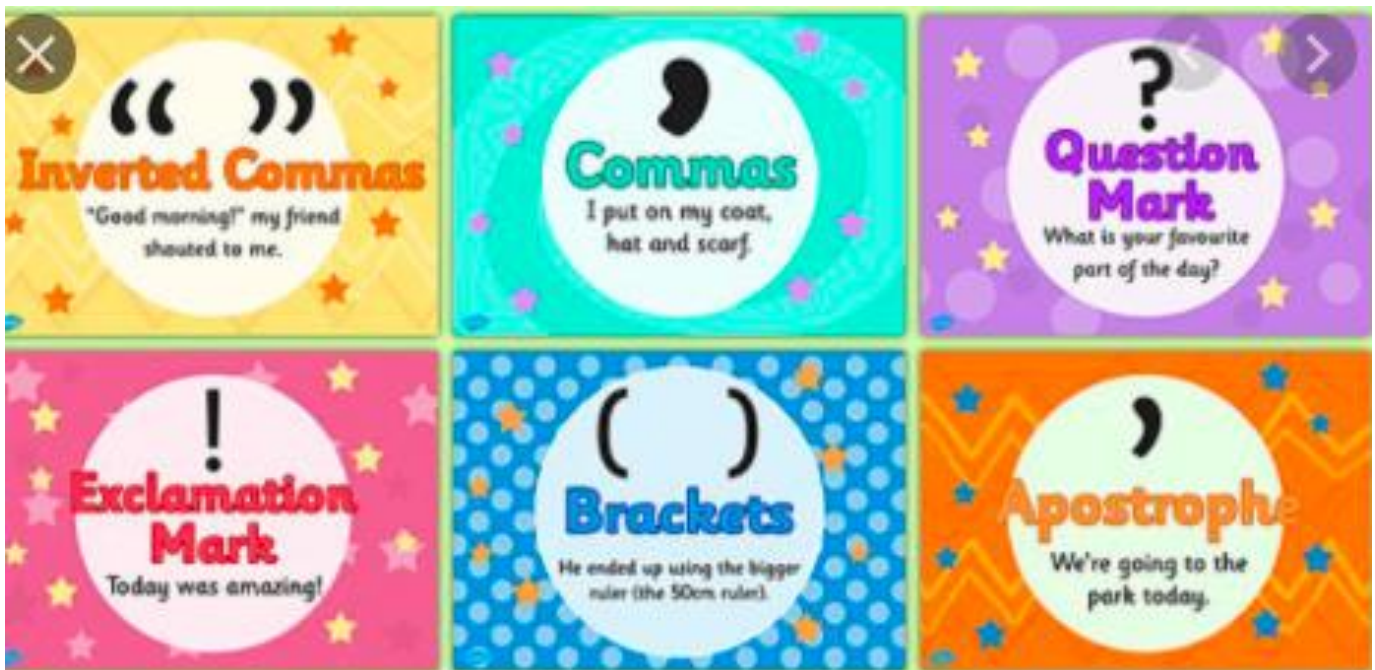 “ ”
Inverted Commas
"Good morning!" my friend
shouted to me.
,
Commas
I put on my coat,
hat and scarf.
?
Question
Mark
What is your favourite
part of the day?
!
Exclamation
Mark
Today was amazing!
( )
Brackets
He ended up using the bigger
ruler (the 50cm ruler).
’
Apostrophe
We're going to the
park today.